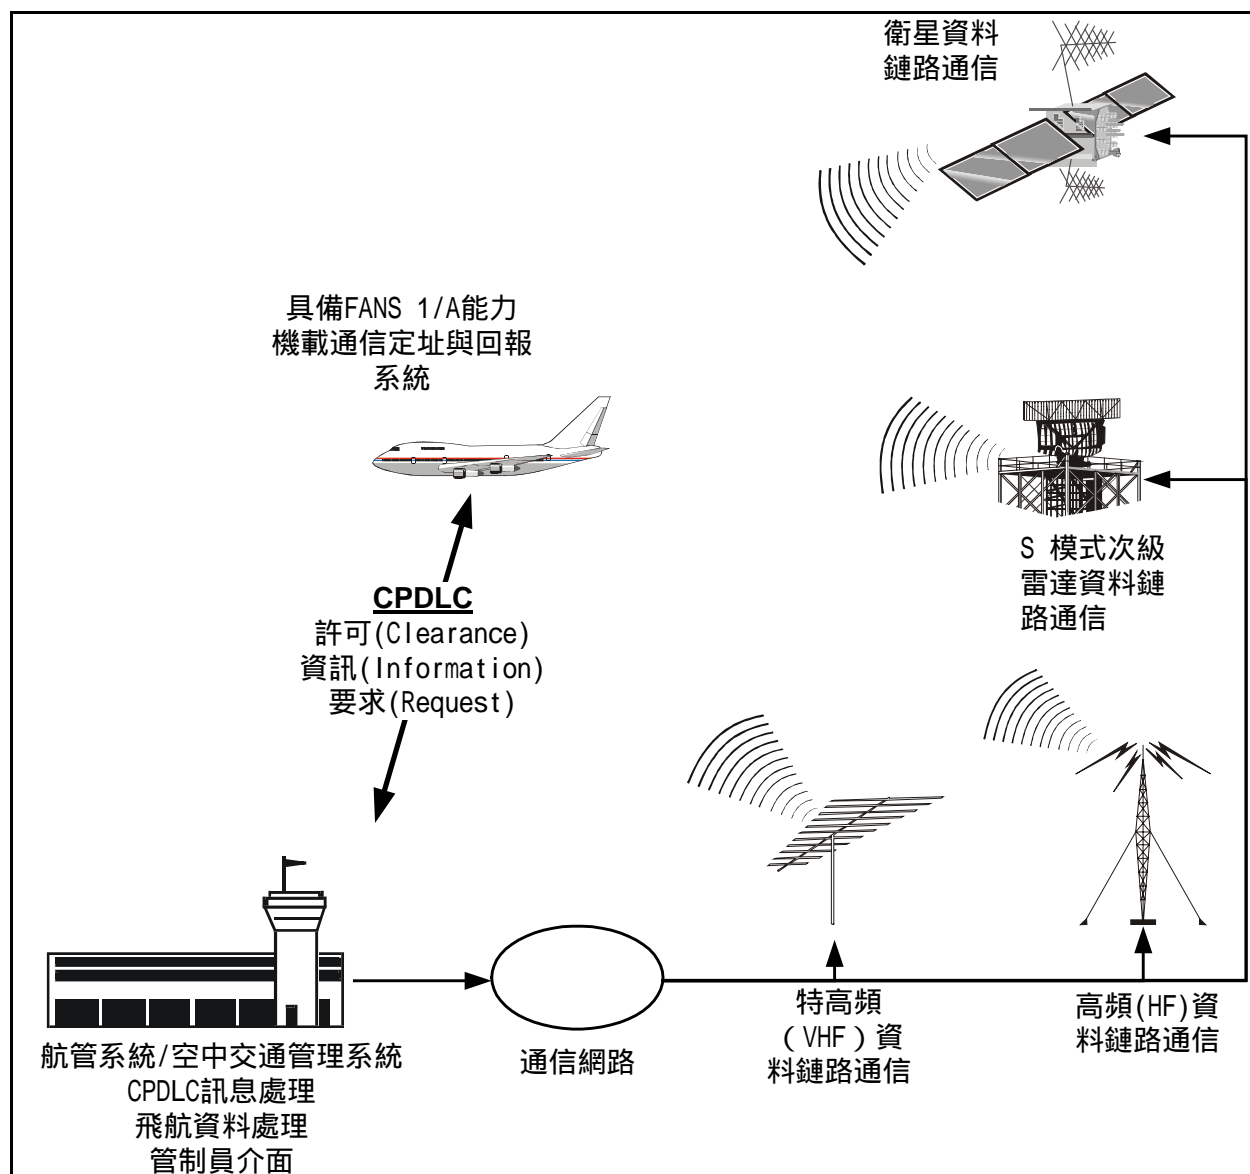 衛星資料
鏈路通信
具備FANS 1/A能力
機載通信定址與回報
系統
S 模式次級
雷達資料鏈
路通信
CPDLC
許可(Clearance)
資訊(Information)
要求(Request)
特高頻
（VHF）資
料鏈路通信
高頻(HF)資
料鏈路通信
通信網路
航管系統/空中交通管理系統
CPDLC訊息處理
飛航資料處理
管制員介面